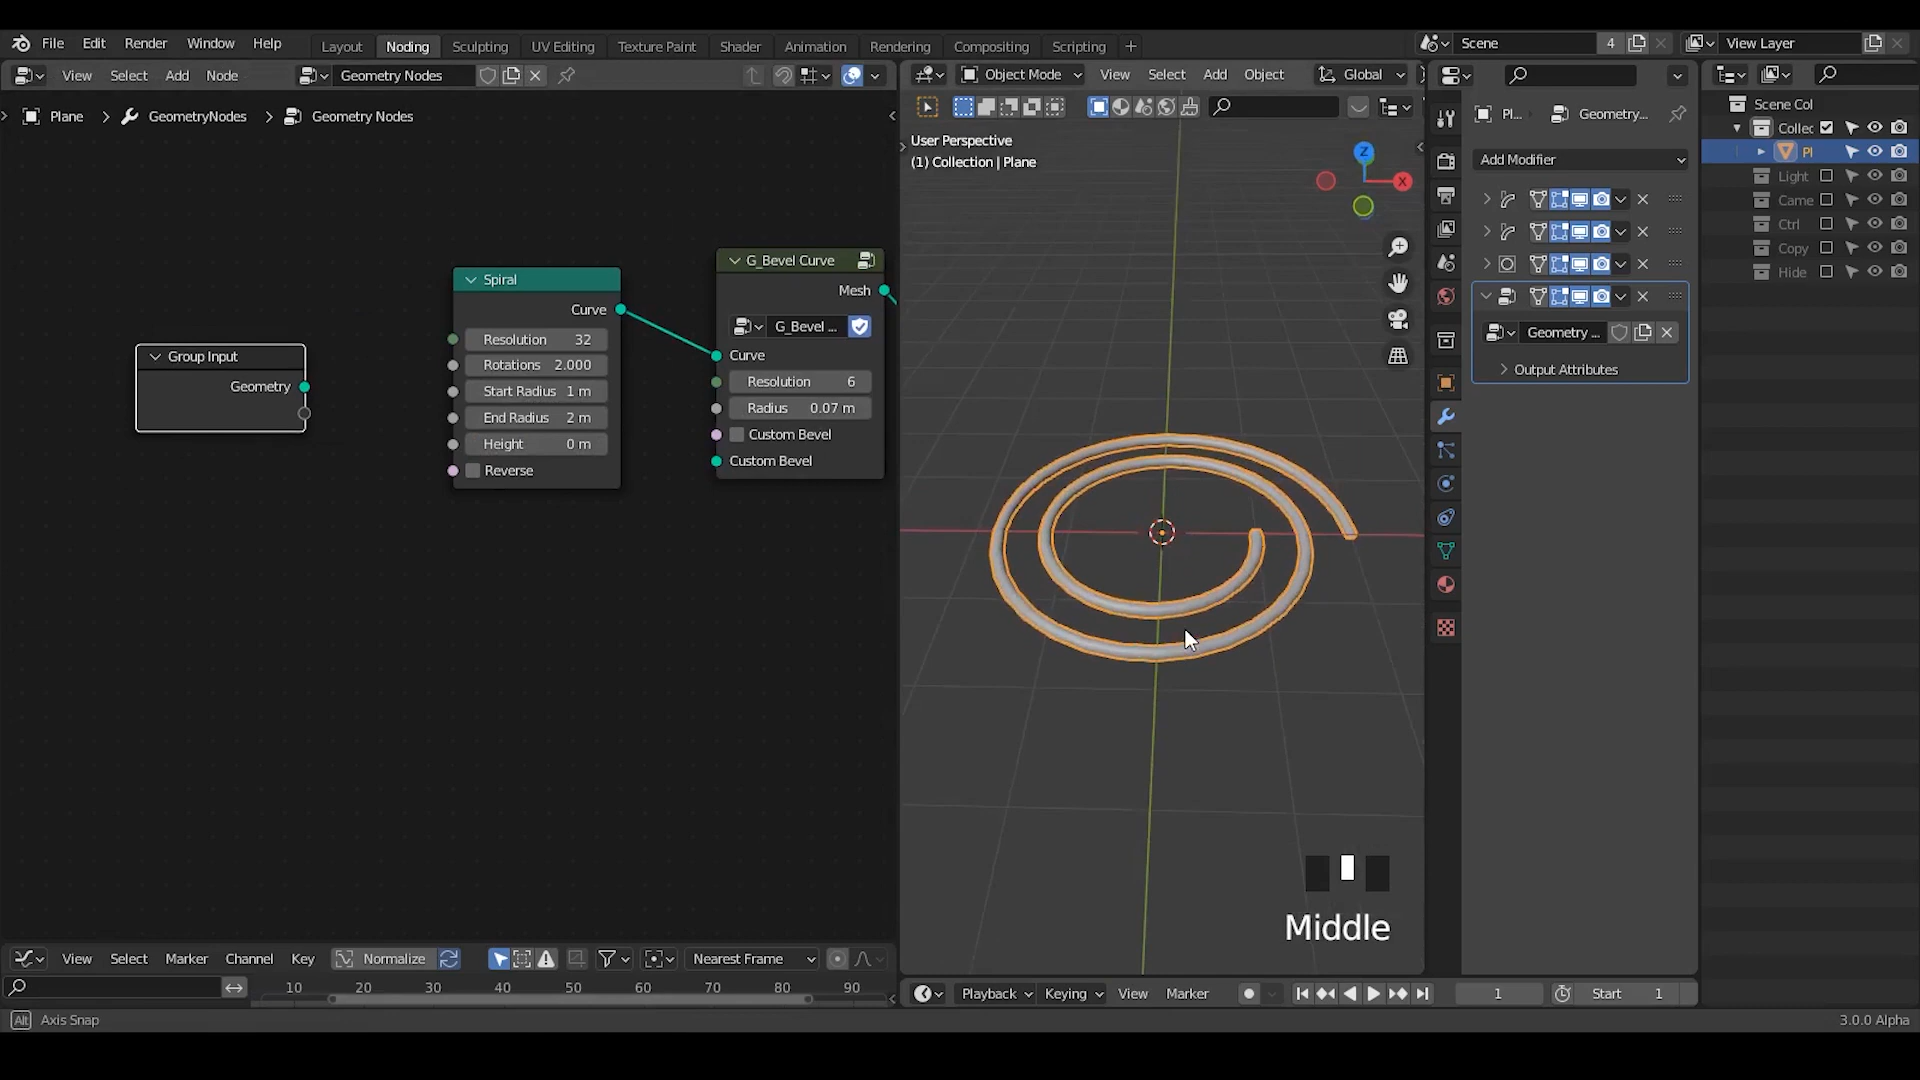 File Edit Render Window Help
Layout Noding Sculpting UV Editing Texture Paint Shader Animation Rendering Compositing Scripting +
Scene 4
View Layer
View Select Add Node
Geometry Nodes
Object Mode View Select Add Object Global
Plane > GeometryNodes > Geometry Nodes
User Perspective
(1) Collection | Plane
Z
X
Pl... Geometry...
Add Modifier
Geometry ...
Output Attributes
Scene Col
Collec
Pl
Light
Came
Ctrl
Copy
Hide
Group Input
Geometry
Spiral
Curve
Resolution 32
Rotations 2.000
Start Radius 1 m
End Radius 2 m
Height 0 m
Reverse
G_Bevel Curve
Mesh
G_Bevel ...
Curve
Resolution 6
Radius 0.07 m
Custom Bevel
Custom Bevel
Middle
View Select Marker Channel Key Normalize Nearest Frame
10 20 30 40 50 60 70 80 90
Playback Keying View Marker 1 Start 1
Alt Axis Snap
3.0.0 Alpha